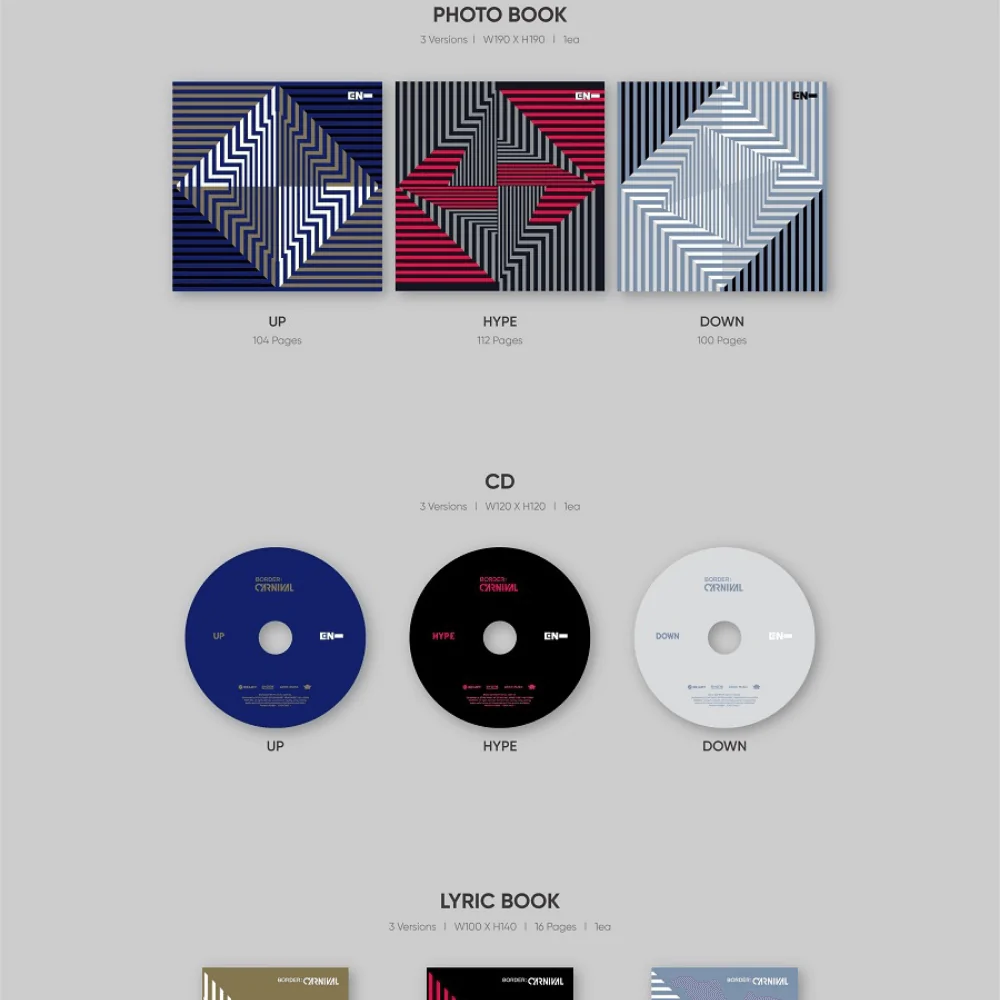 PHOTO BOOK
3 Versions | W190 X H190 | 1ea
EN-
EN-
EN-
UP
HYPE
DOWN
104 Pages
112 Pages
100 Pages
CD
3 Versions | W120 X H120 | 1ea
BORDER:
CARNIVAL
UP
EN-
BORDER:
CARNIVAL
HYPE
EN-
BORDER:
CARNIVAL
DOWN
EN-
UP
HYPE
DOWN
LYRIC BOOK
3 Versions | W100 X H140 | 16 Pages | 1ea
BORDER: CARNIVAL
BORDER: CARNIVAL
BORDER: CARNIVAL